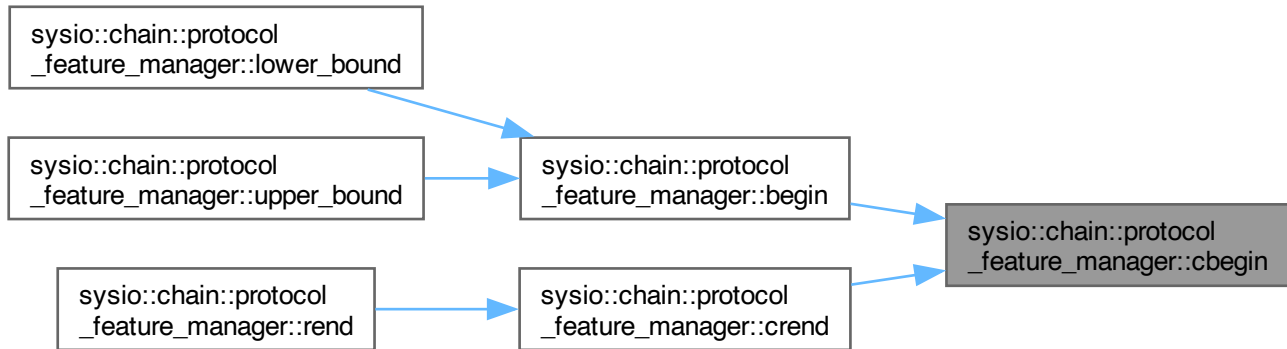 sysio::chain::protocol
_feature_manager::lower_bound
sysio::chain::protocol
_feature_manager::upper_bound
sysio::chain::protocol
_feature_manager::begin
sysio::chain::protocol
_feature_manager::cbegin
sysio::chain::protocol
_feature_manager::rend
sysio::chain::protocol
_feature_manager::crend